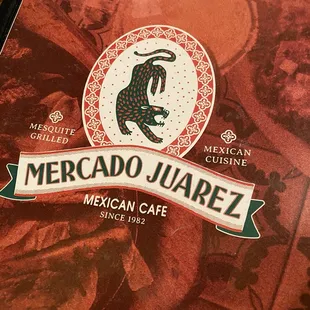 MESQUITE
GRILLED
MEXICAN
CUISINE
MERCADO JUAREZ
MEXICAN CAFE
SINCE 1982